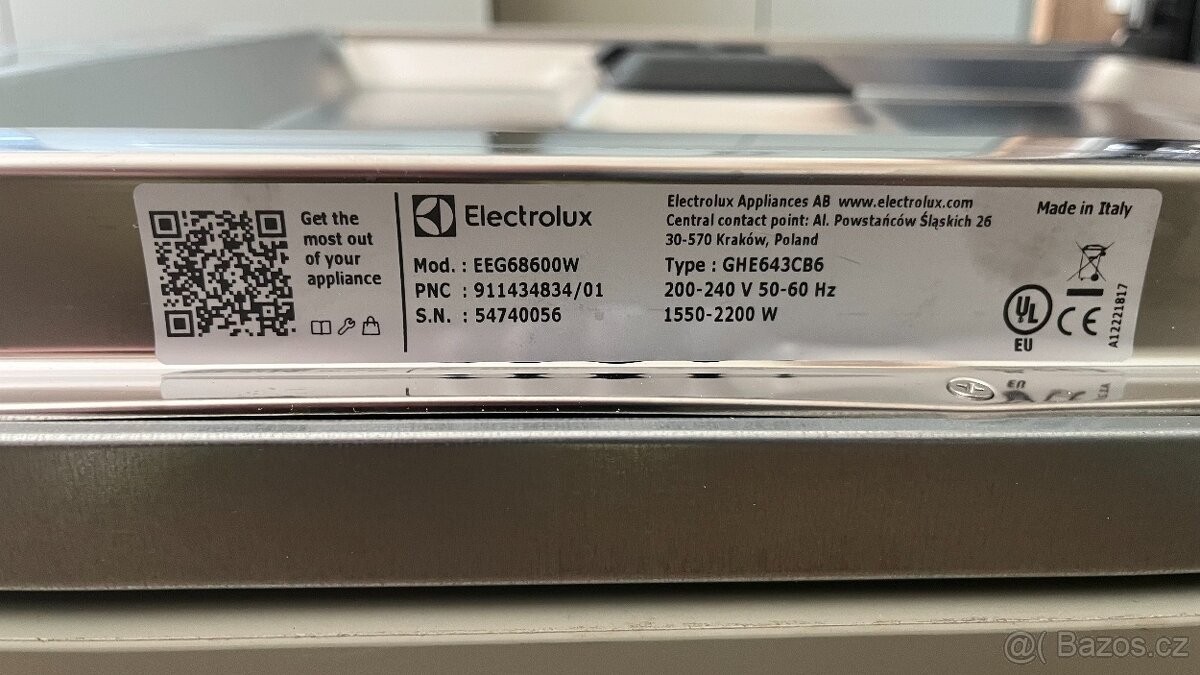 Get the
most out
of your
appliance
Electrolux
Mod. : EEG68600W
PNC : 911434834/01
S.N. : 54740056
Electrolux Appliances AB www.electrolux.com
Central contact point: Al. Powstańców Śląskich 26
30-570 Kraków, Poland
Type : GHE643CB6
200-240 V 50-60 Hz
1550-2200 W
Made in Italy
UL
EU
CE
A12221817
@( Bazos.cz